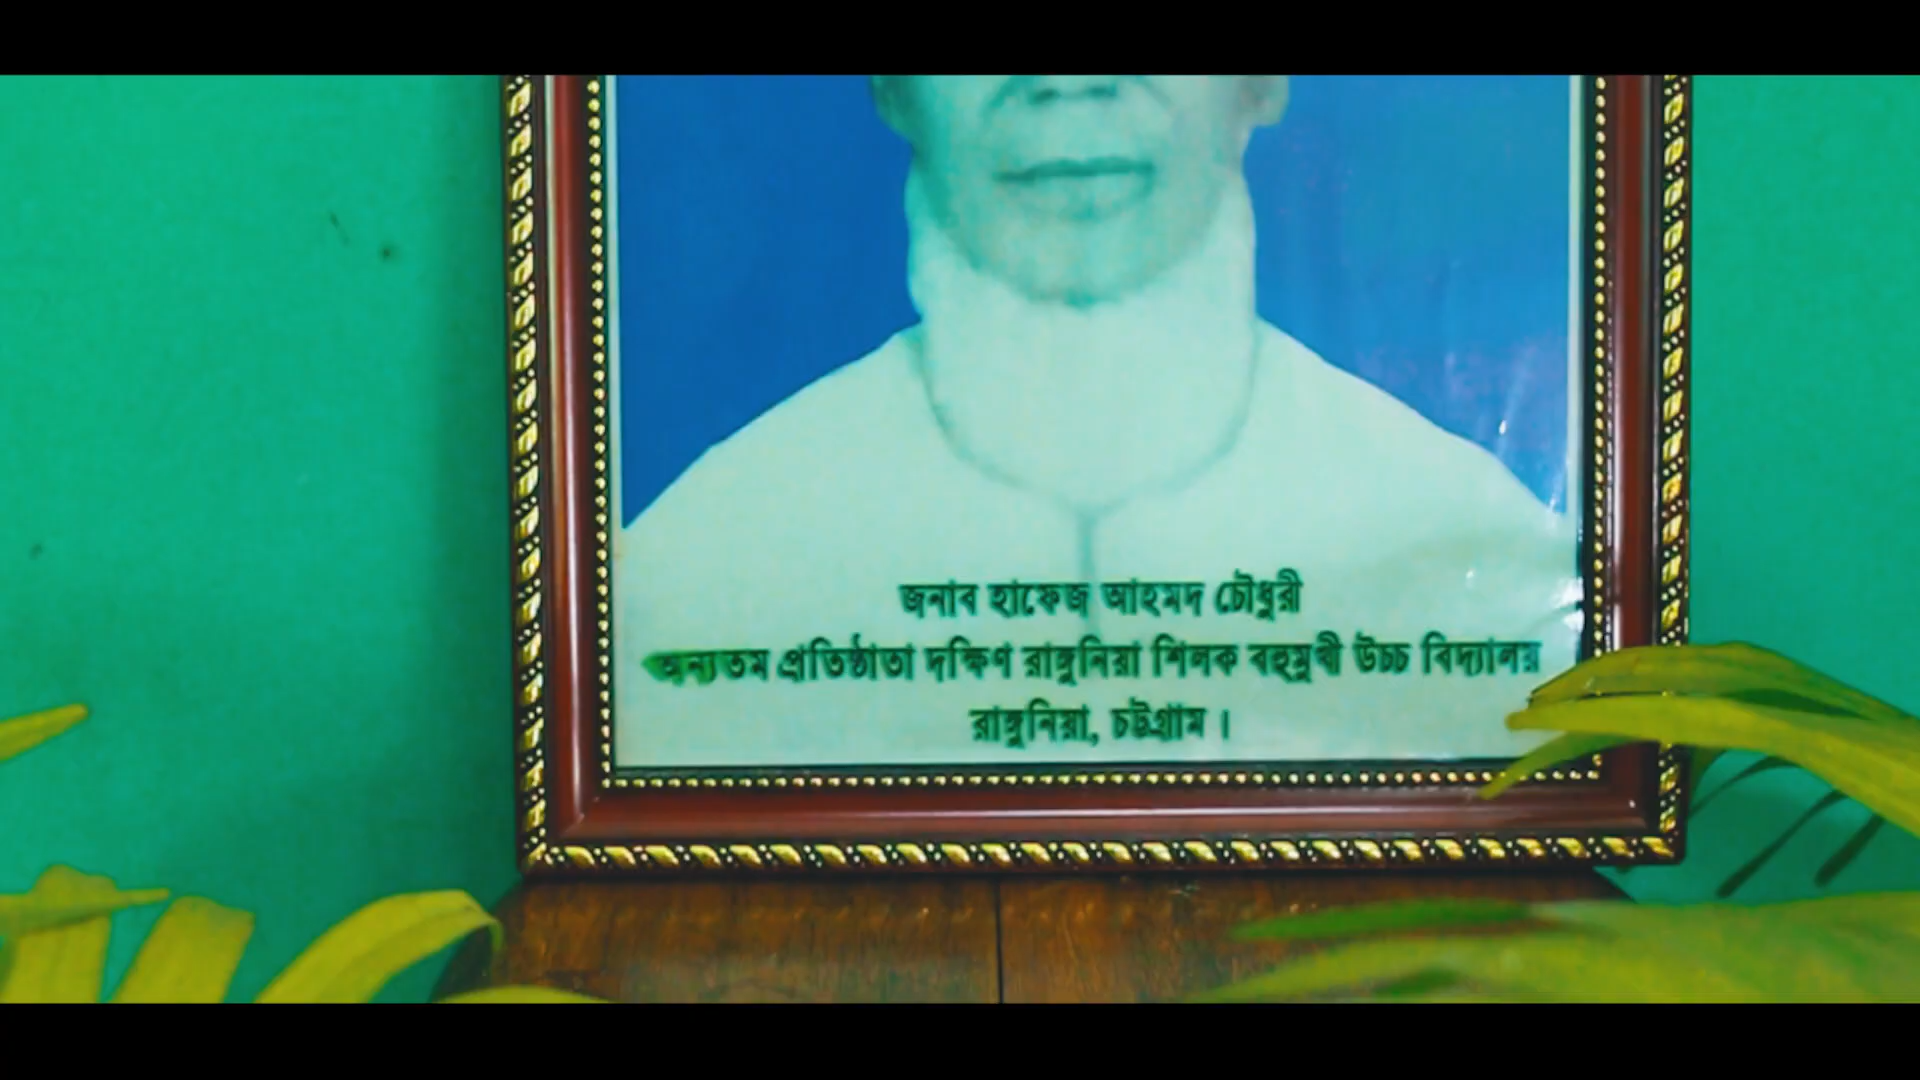 জনাব হাফেজ আহমদ চৌধুরী
অন্যতম প্রতিষ্ঠাতা দক্ষিণ রাঙ্গুনিয়া শিলক বহুমুখী উচ্চ বিদ্যালয়
রাঙ্গুনিয়া, চট্টগ্রাম।